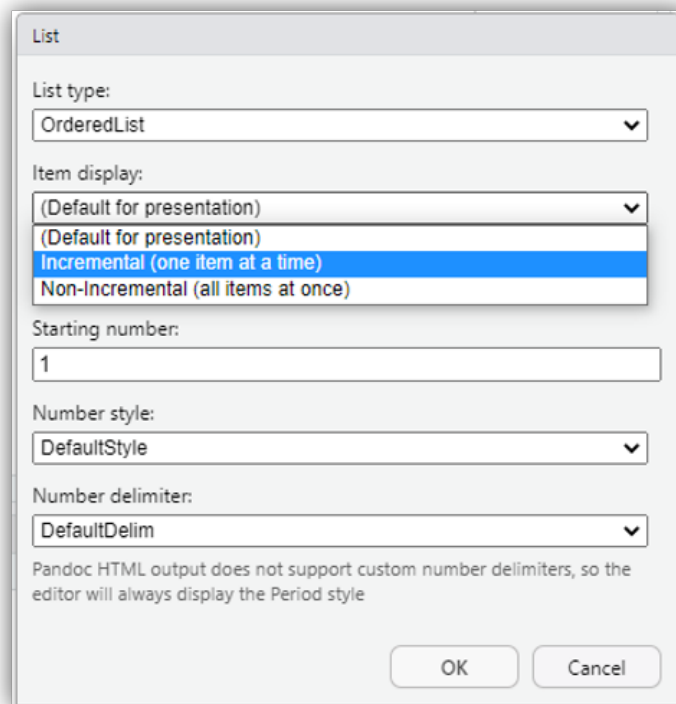 List
List type:
OrderedList
Item display:
(Default for presentation)
(Default for presentation)
Incremental (one item at a time)
Non-Incremental (all items at once)
Starting number:
1
Number style:
DefaultStyle
Number delimiter:
DefaultDelim
Pandoc HTML output does not support custom number delimiters, so the
editor will always display the Period style
OK
Cancel